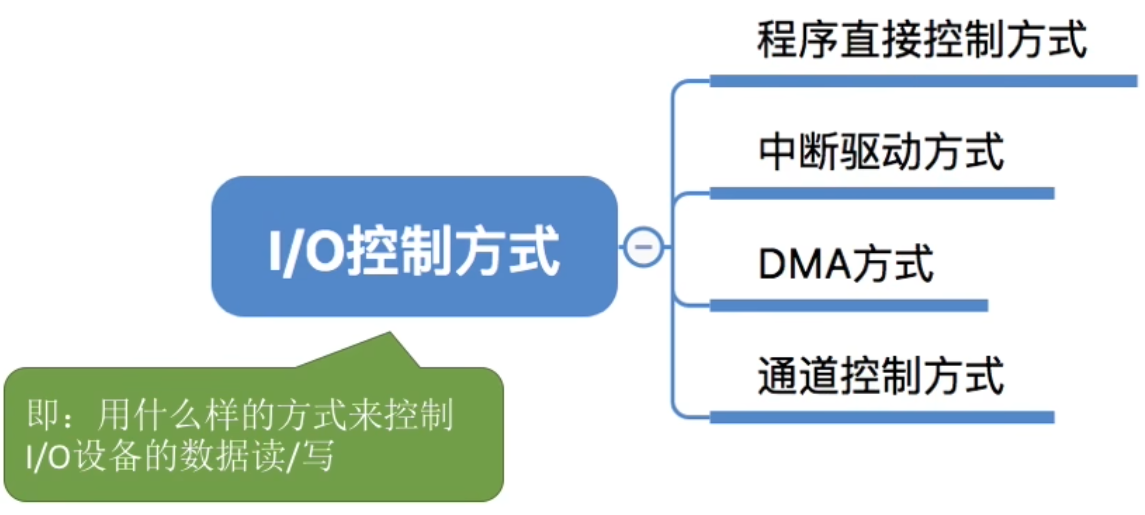 程序直接控制方式
中断驱动方式
I/O控制方式
DMA方式
通道控制方式
即：用什么样的方式来控制
I/O设备的数据读/写